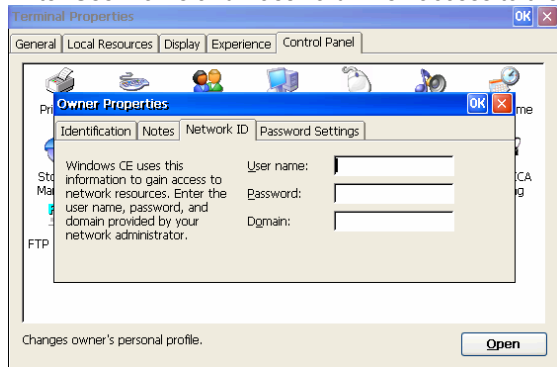 Terminal Properties OK
General Local Resources Display Experience Control Panel
Owner Properties OK
Identification Notes Network ID Password Settings
Windows CE uses this
information to gain access to
network resources. Enter the
user name, password, and
domain provided by your
network administrator.
User name:
Password:
Domain:
FTP
Changes owner's personal profile.
Open